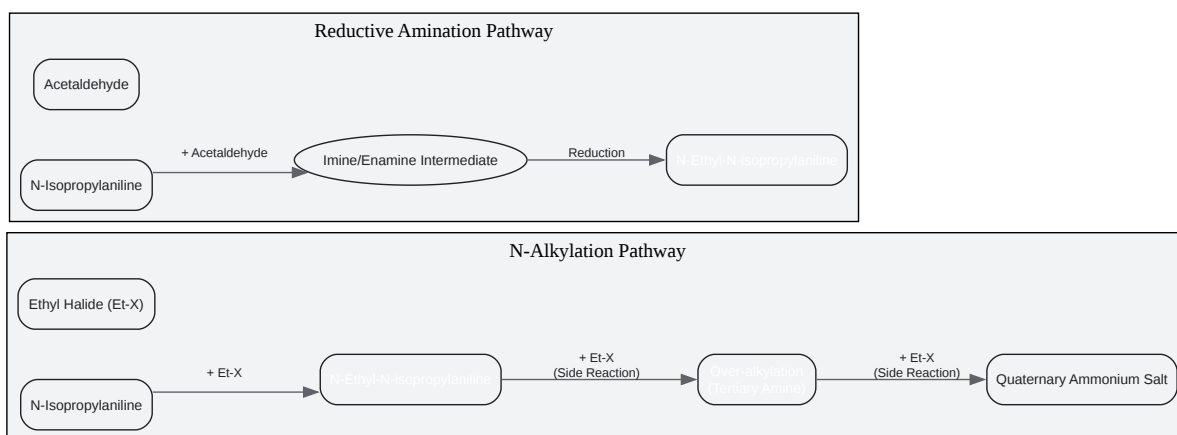 Reductive Amination Pathway
Acetaldehyde
N-Isopropylaniline
+ Acetaldehyde
Imine/Enamine Intermediate
Reduction
N-Ethyl-N-isopropylaniline
N-Alkylation Pathway
Ethyl Halide (Et-X)
N-Isopropylaniline
+ Et-X
N-Ethyl-N-isopropylaniline
+ Et-X
(Side Reaction)
Over-alkylation
(Tertiary Amine)
+ Et-X
(Side Reaction)
Quaternary Ammonium Salt